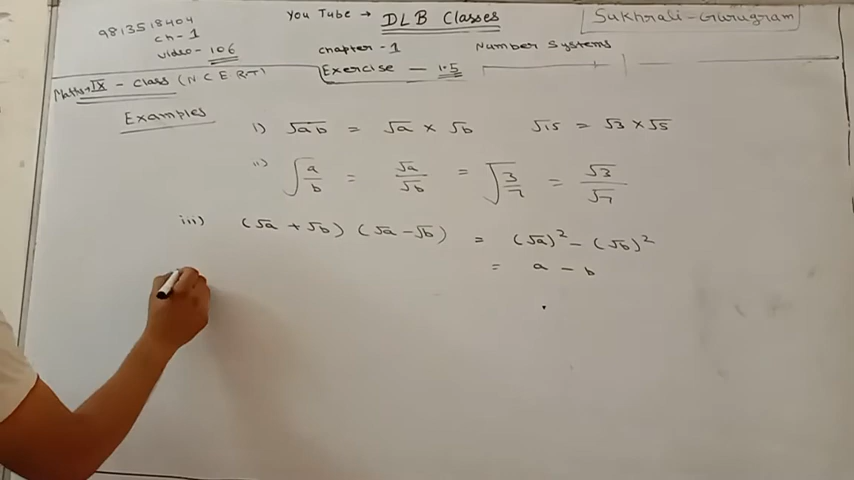 9813518404
ch-1
video-106
You Tube → DLB Classes
Sukhrali-Gurugram
chapter-1 Number Systems
Maths→ IX - class (NCERT) Exercise — 1.5
Examples
i) √ab = √a × √b √15 = √3 × √5
ii) √a/b = √a/√b = √3/7 = √3/√7
iii) (√a + √b) (√a - √b) = (√a)² - (√b)²
= a - b